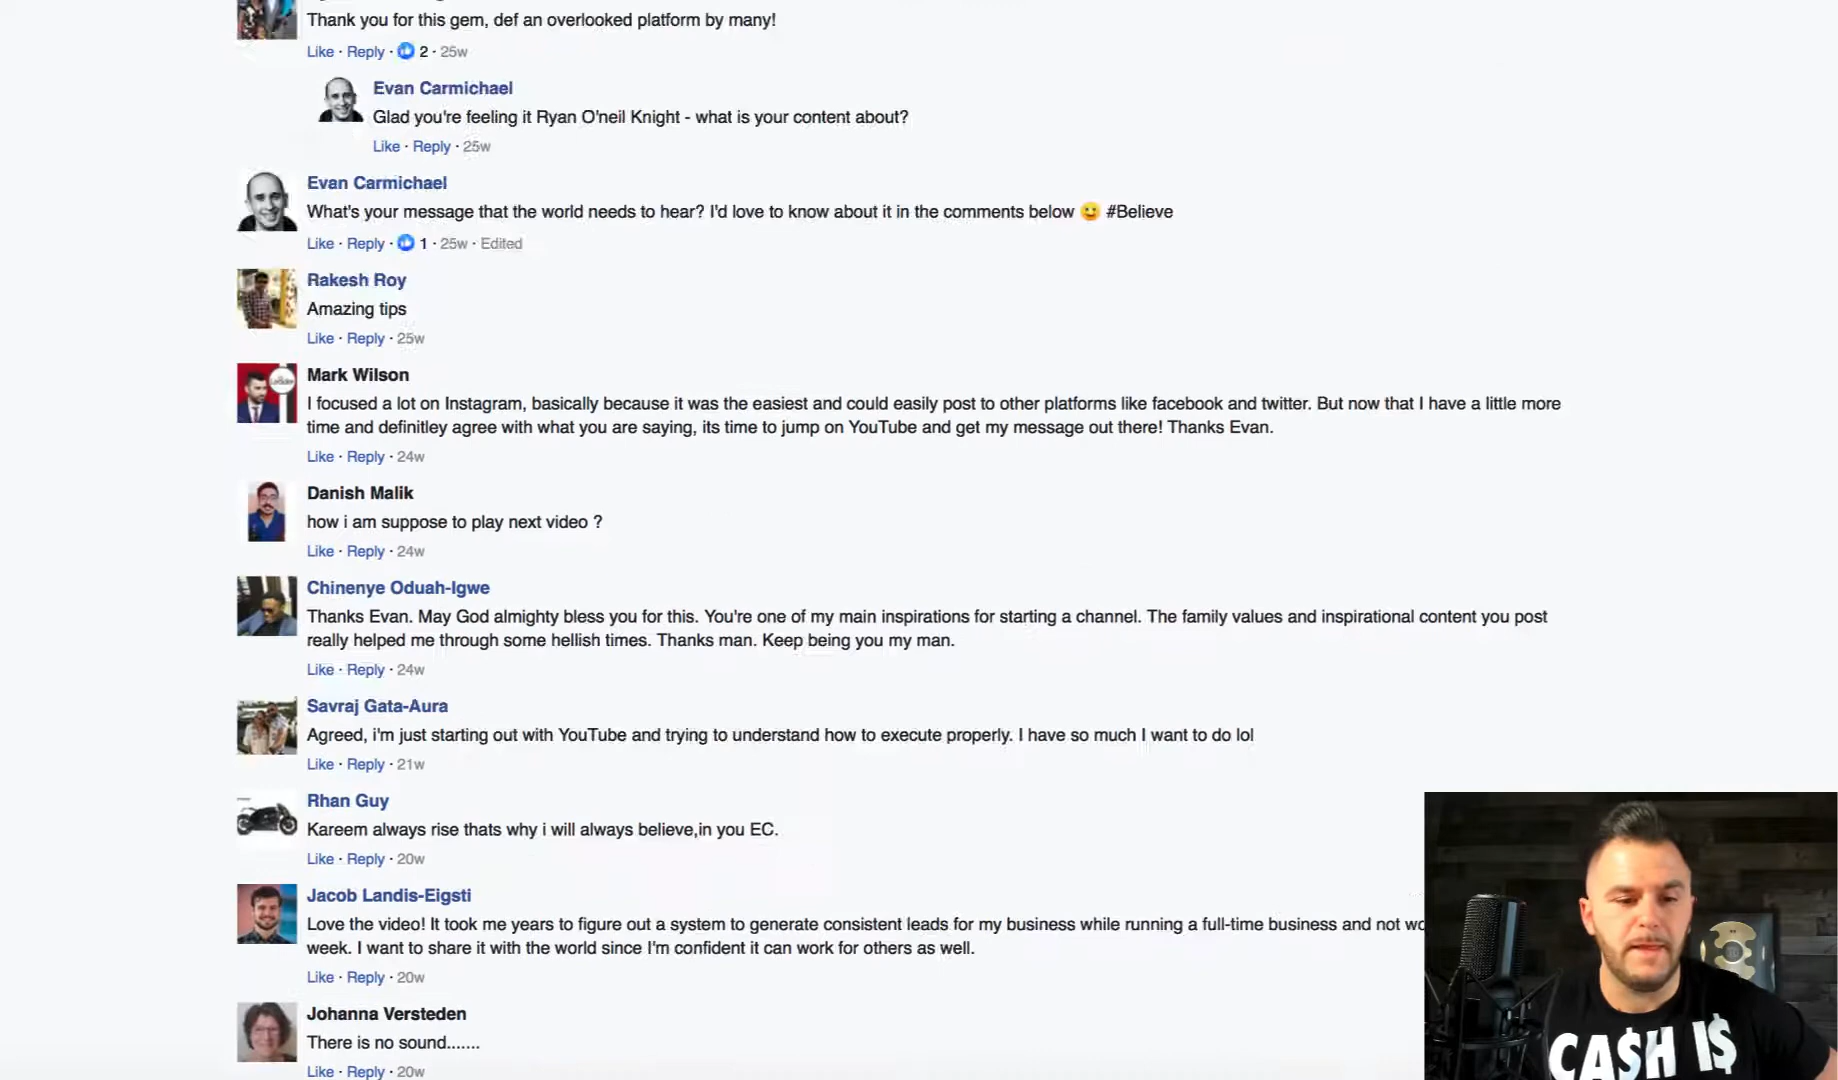 Thank you for this gem, def an overlooked platform by many!
Like · Reply · 2 · 25w
Evan Carmichael
Glad you're feeling it Ryan O'neil Knight - what is your content about?
Like · Reply · 25w
Evan Carmichael
What's your message that the world needs to hear? I'd love to know about it in the comments below 🙂 #Believe
Like · Reply · 1 · 25w · Edited
Rakesh Roy
Amazing tips
Like · Reply · 25w
Mark Wilson
I focused a lot on Instagram, basically because it was the easiest and could easily post to other platforms like facebook and twitter. But now that I have a little more
time and definitley agree with what you are saying, its time to jump on YouTube and get my message out there! Thanks Evan.
Like · Reply · 24w
Danish Malik
how i am suppose to play next video ?
Like · Reply · 24w
Chinenye Oduah-Igwe
Thanks Evan. May God almighty bless you for this. You're one of my main inspirations for starting a channel. The family values and inspirational content you post
really helped me through some hellish times. Thanks man. Keep being you my man.
Like · Reply · 24w
Savraj Gata-Aura
Agreed, i'm just starting out with YouTube and trying to understand how to execute properly. I have so much I want to do lol
Like · Reply · 21w
Rhan Guy
Kareem always rise thats why i will always believe,in you EC.
Like · Reply · 20w
Jacob Landis-Eigsti
Love the video! It took me years to figure out a system to generate consistent leads for my business while running a full-time business and not
week. I want to share it with the world since I'm confident it can work for others as well.
Like · Reply · 20w
Johanna Versteden
There is no sound.......
Like · Reply · 20w
CA$H I$